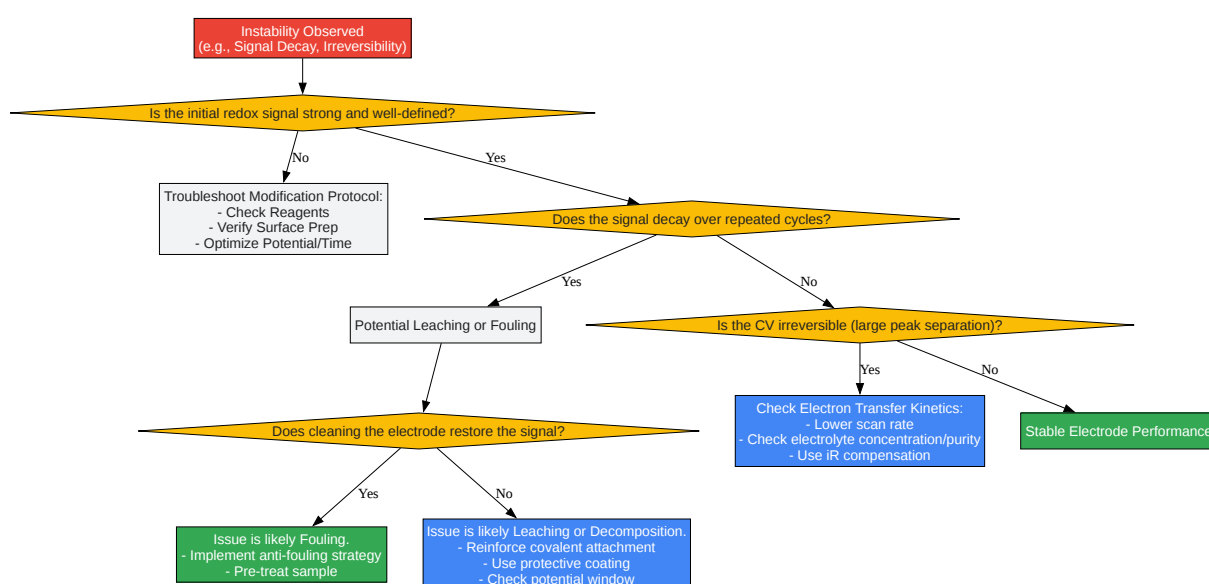 Instability Observed
(e.g., Signal Decay, Irreversibility)
Is the initial redox signal strong and well-defined?
No
Yes
Troubleshoot Modification Protocol:
- Check Reagents
- Verify Surface Prep
- Optimize Potential/Time
Does the signal decay over repeated cycles?
Yes
No
Potential Leaching or Fouling
Is the CV irreversible (large peak separation)?
Yes
No
Check Electron Transfer Kinetics:
- Lower scan rate
- Check electrolyte concentration/purity
- Use iR compensation
Stable Electrode Performance
Does cleaning the electrode restore the signal?
Yes
No
Issue is likely Fouling.
- Implement anti-fouling strategy
- Pre-treat sample
Issue is likely Leaching or Decomposition.
- Reinforce covalent attachment
- Use protective coating
- Check potential window